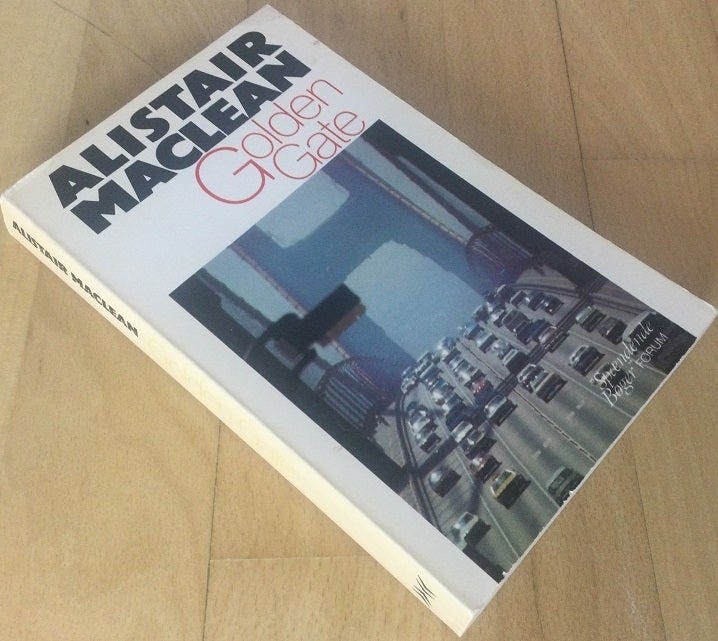 ALISTAIR
MACLEAN
Golden
Gate
"Spændende
Bøger" FORUM
ALISTAIR MACLEAN